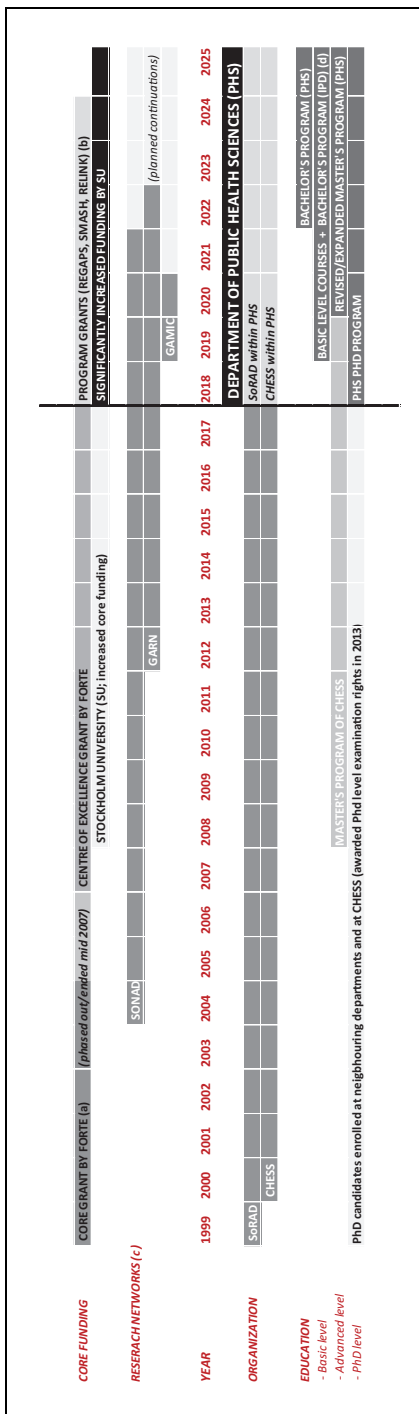 CORE FUNDING
CORE GRANT BY FORTE (a)
(phased out/ended mid 2007)
CENTRE OF EXCELLENCE GRANT BY FORTE
PROGRAM GRANTS (REGAPS, SMASH, RELINK) (b)
STOCKHOLM UNIVERSITY (SU; increased core funding)
SIGNIFICANTLY INCREASED FUNDING BY SU
RESERACH NETWORKS (c)
SONAD
GARN
(planned continuations)
GAMIC
YEAR
1999 2000 2001 2002 2003 2004 2005 2006 2007 2008 2009 2010 2011 2012 2013 2014 2015 2016 2017 2018 2019 2020 2021 2022 2023 2024 2025
DEPARTMENT OF PUBLIC HEALTH SCIENCES (PHS)
ORGANIZATION
SoRAD
SoRAD within PHS
CHESS
CHESS within PHS
EDUCATION
BACHELOR'S PROGRAM (PHS)
- Basic level
BASIC LEVEL COURSES + BACHELOR'S PROGRAM (IPD) (d)
- Advanced level
MASTER'S PROGRAM OF CHESS
REVISED/EXPANDED MASTER'S PROGRAM (PHS)
- PhD level
PhD candidates enrolled at neighbouring departments and at CHESS (awarded Phd level examination rights in 2013)
PHS PHD PROGRAM